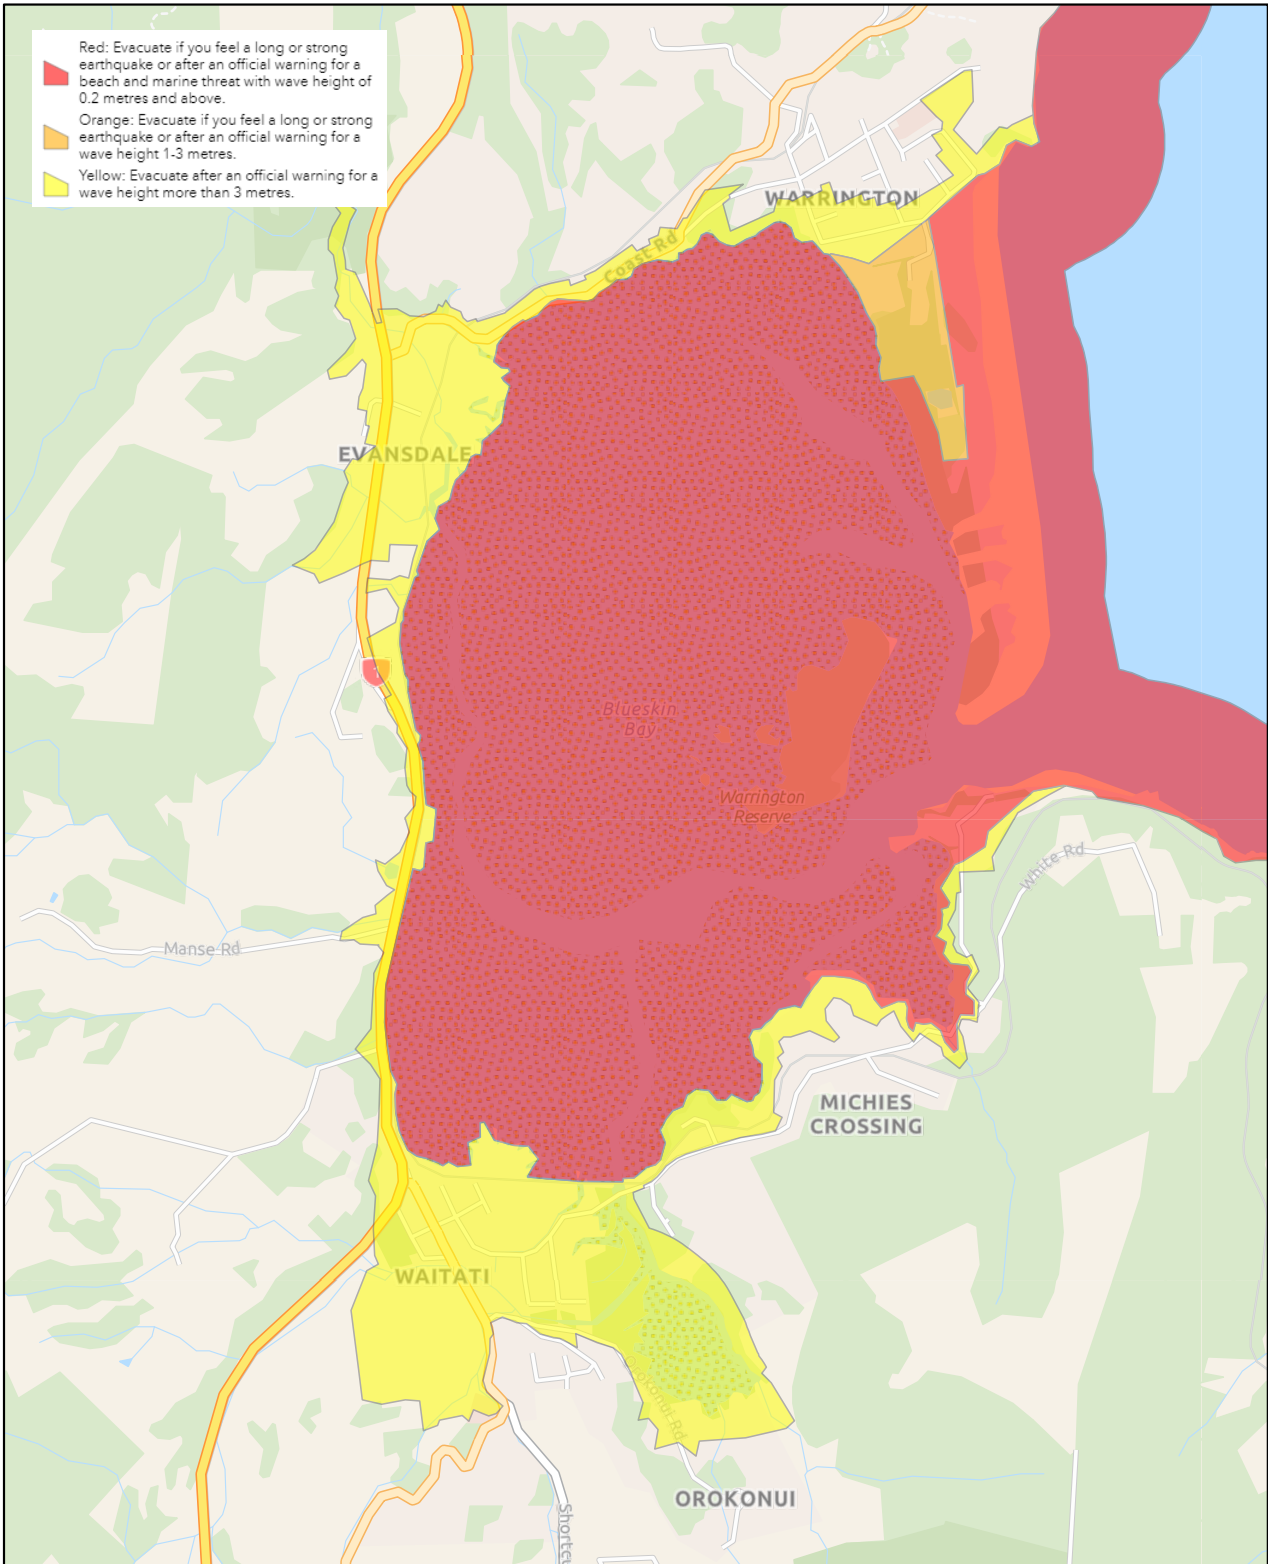 Red: Evacuate if you feel a long or strong
earthquake or after an official warning for a
beach and marine threat with wave height of
0.2 metres and above.
Orange: Evacuate if you feel a long or strong
earthquake or after an official warning for a
wave height 1-3 metres.
Yellow: Evacuate after an official warning for a
wave height more than 3 metres.
WARRINGTON
Coast Rd
EVANSDALE
1
Blueskin
Bay
Warrington
Reserve
White Rd
Manse Rd
MICHIES
CROSSING
WAITATI
Orokonui Rd
OROKONUI
Shortcu